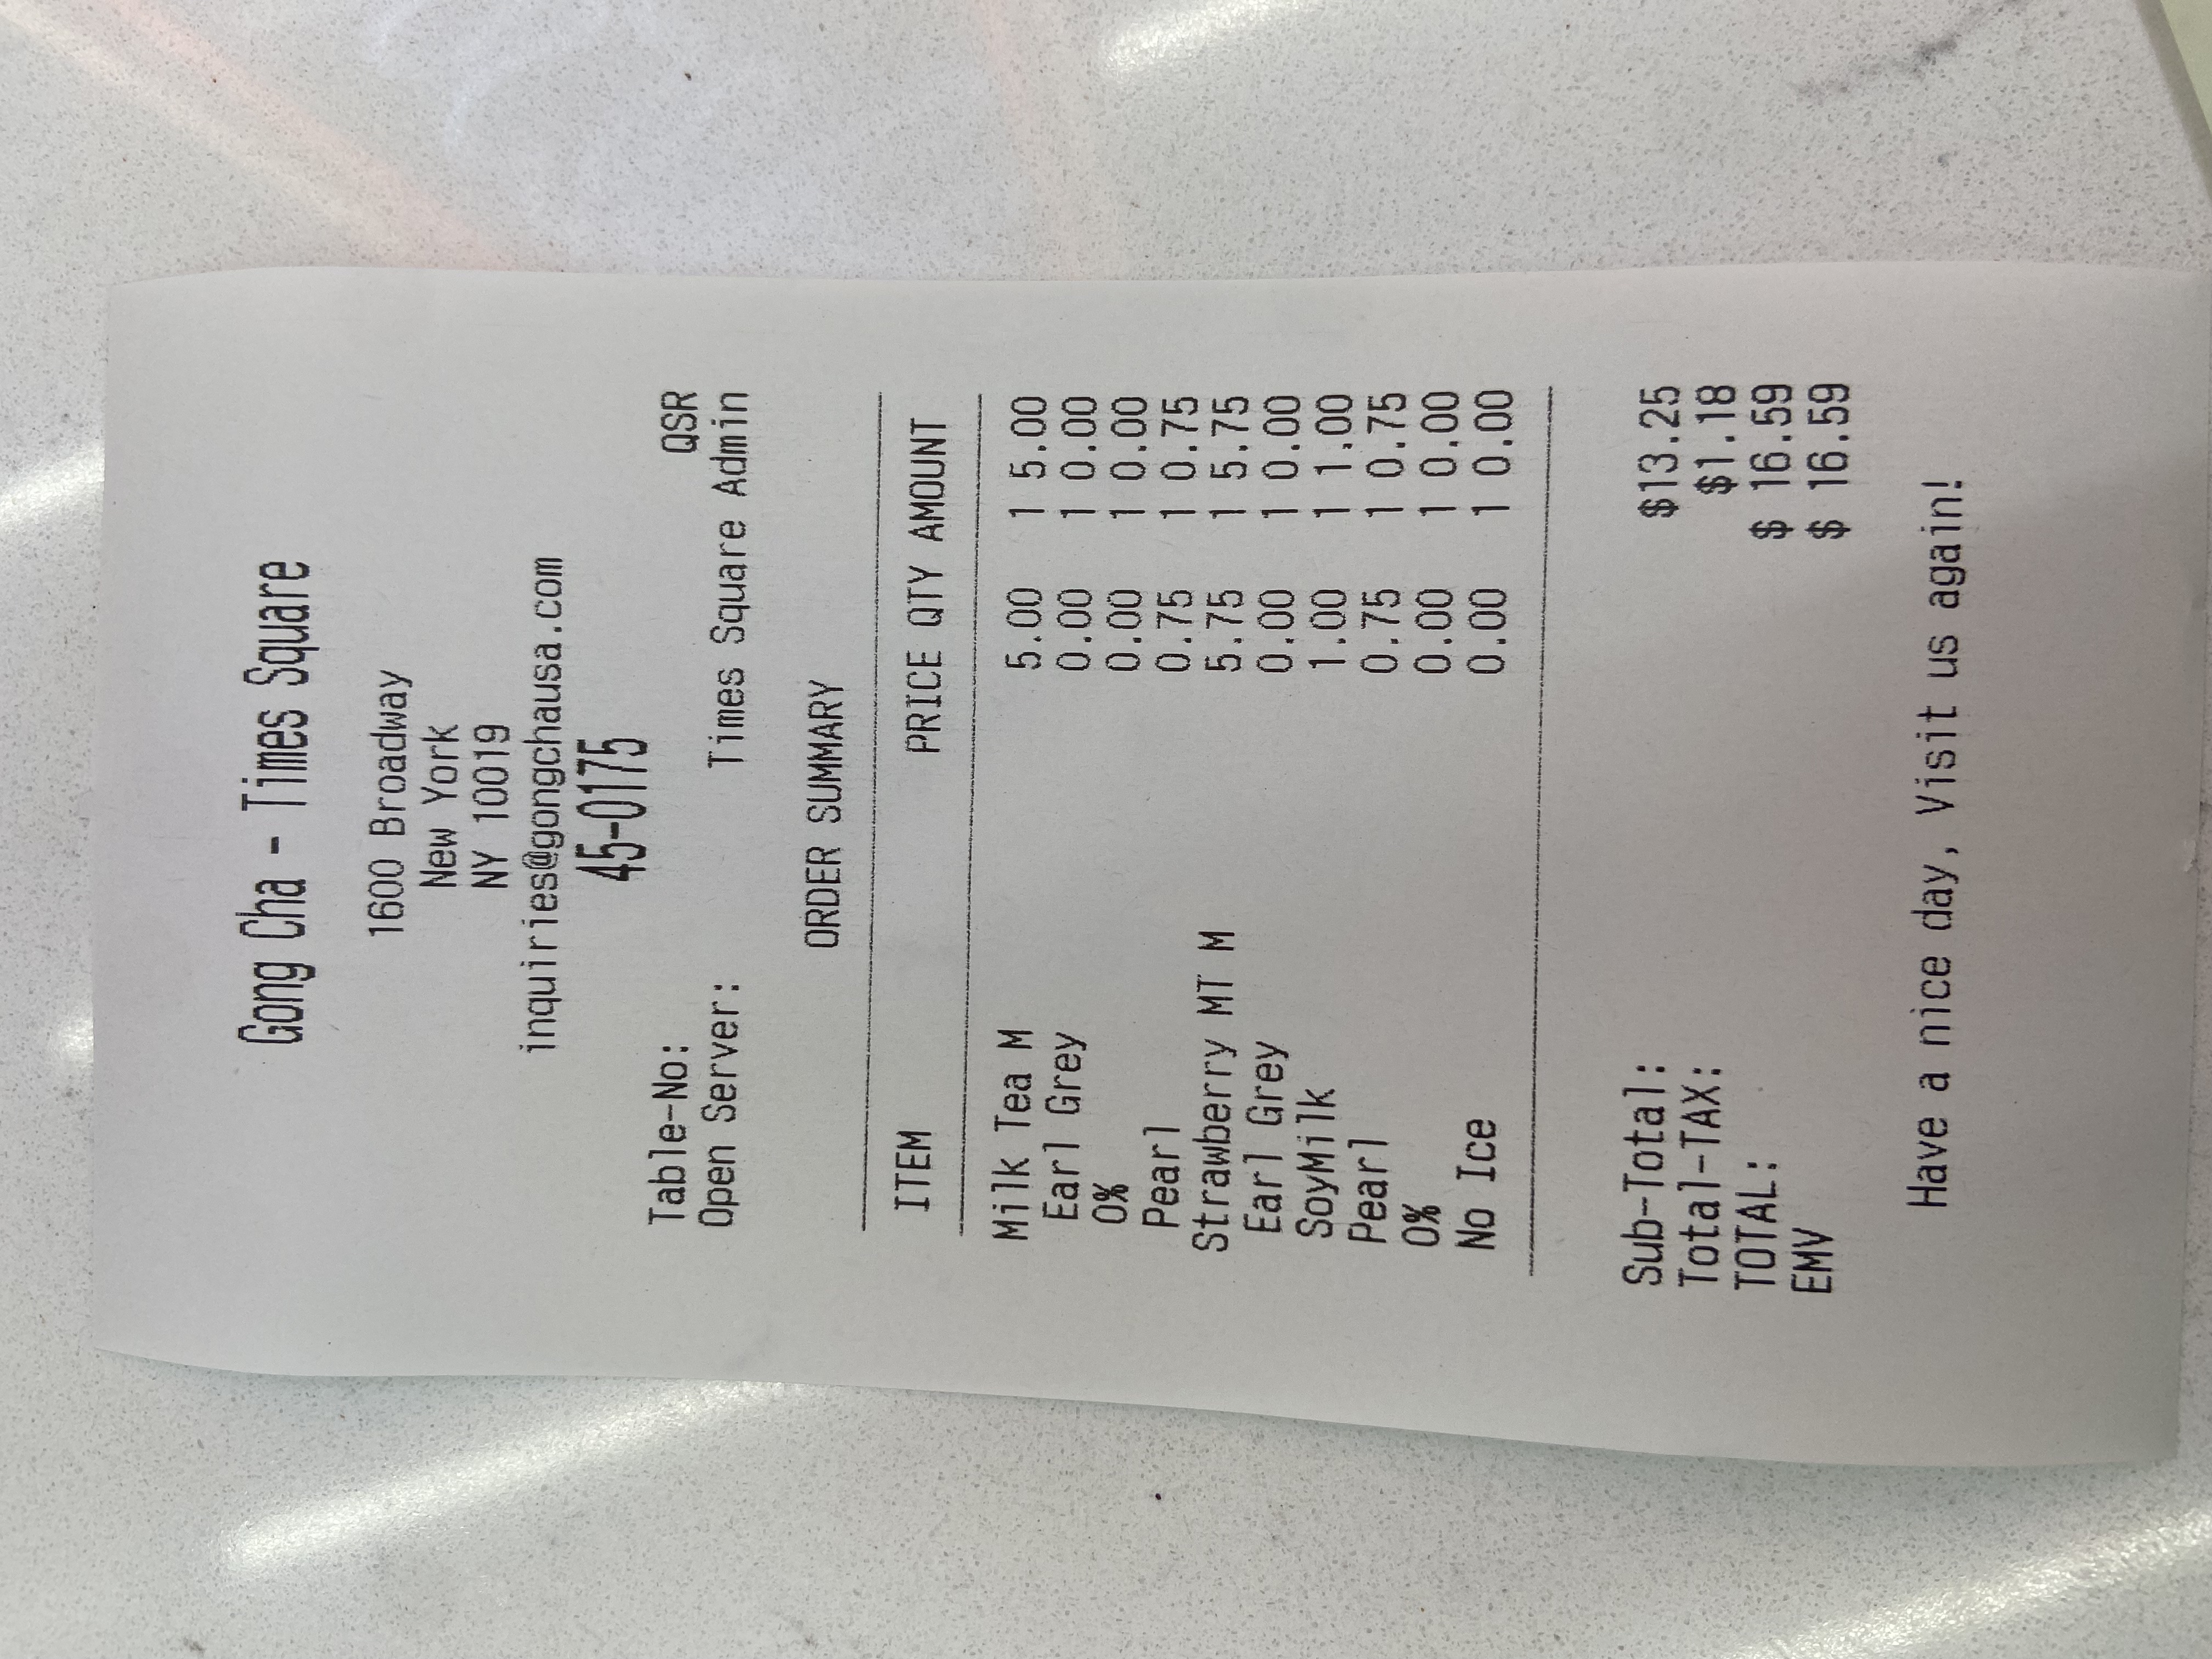 Gong Cha - Times Square
1600 Broadway
New York
NY 10019
inquiries@gongchausa.com
45-0175
Table-No: QSR
Open Server: Times Square Admin
ORDER SUMMARY
ITEM PRICE QTY AMOUNT
Milk Tea M 5.00 1 5.00
Earl Grey 0.00 1 0.00
0% 0.00 1 0.00
Pearl 0.75 1 0.75
Strawberry MT M 5.75 1 5.75
Earl Grey 0.00 1 0.00
SoyMilk 1.00 1 1.00
Pearl 0.75 1 0.75
0% 0.00 1 0.00
No Ice 0.00 1 0.00
Sub-Total: $13.25
Total-TAX: $1.18
TOTAL: $ 16.59
EMV $ 16.59
Have a nice day, Visit us again!